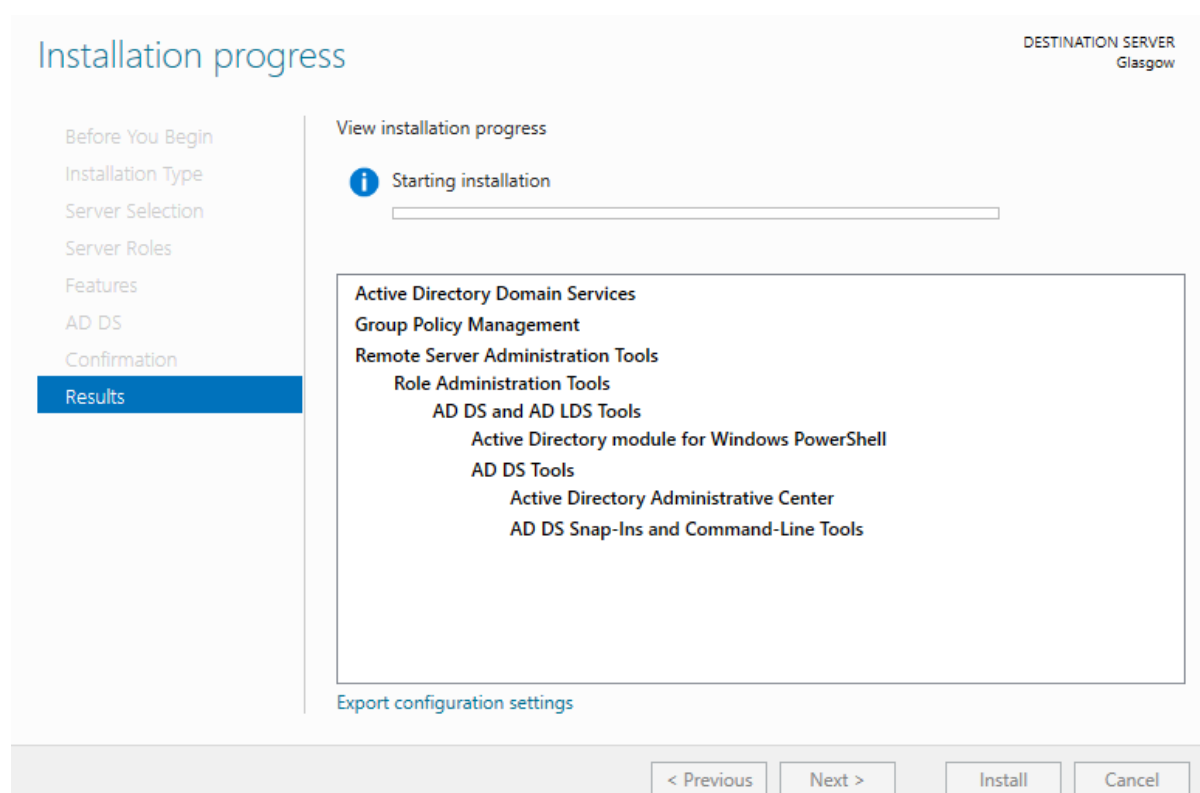 Installation progress
DESTINATION SERVER
Glasgow
Before You Begin
Installation Type
Server Selection
Server Roles
Features
AD DS
Confirmation
Results
View installation progress
Starting installation
Active Directory Domain Services
Group Policy Management
Remote Server Administration Tools
Role Administration Tools
AD DS and AD LDS Tools
Active Directory module for Windows PowerShell
AD DS Tools
Active Directory Administrative Center
AD DS Snap-Ins and Command-Line Tools
Export configuration settings
< Previous
Next >
Install
Cancel